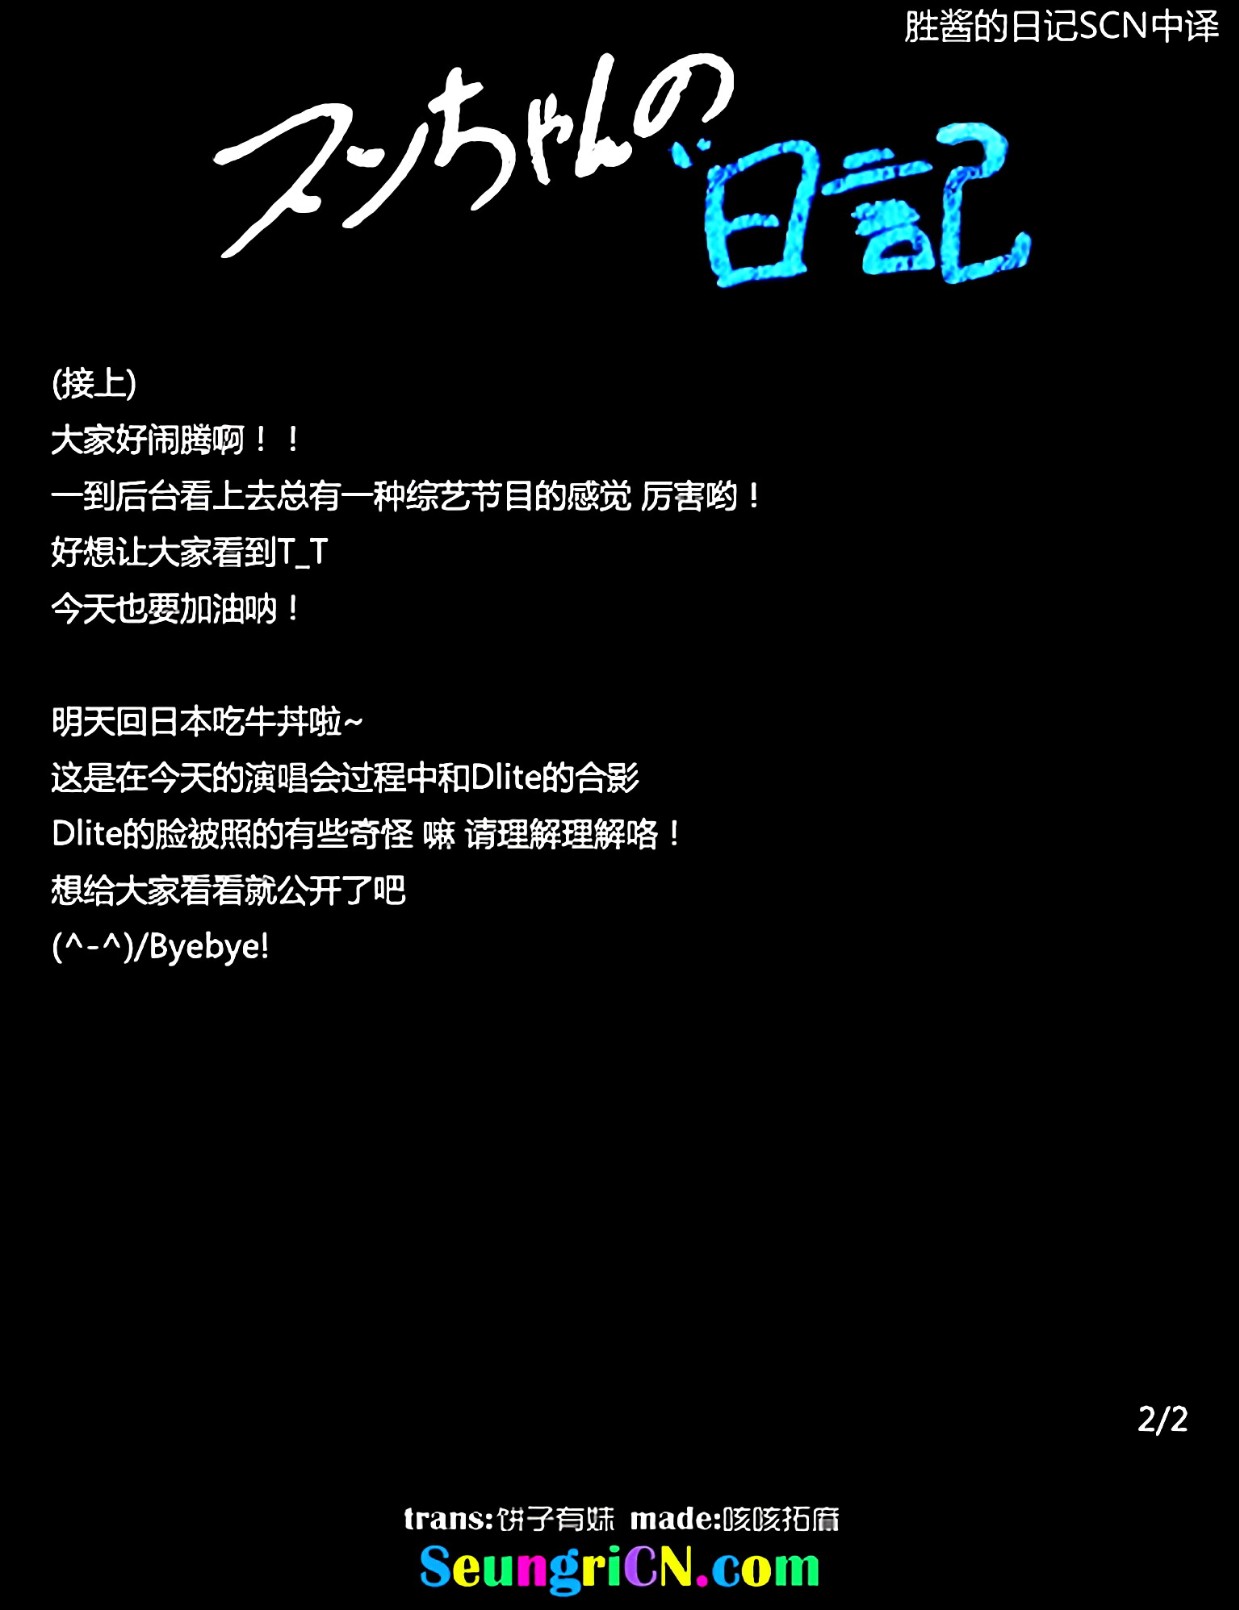 胜酱的日记SCN中译
スンちゃんの
日記
(接上)
大家好闹腾啊！！
一到后台看上去总有一种综艺节目的感觉 厉害哟！
好想让大家看到T_T
今天也要加油呐！
明天回日本吃牛丼啦~
这是在今天的演唱会过程中和Dlite的合影
Dlite的脸被照的有些奇怪 嘛 请理解理解咯！
想给大家看看就公开了吧
(^-^)/Byebye!
2/2
trans:饼子有妹 made:咳咳拓麻
SeungriCN.com